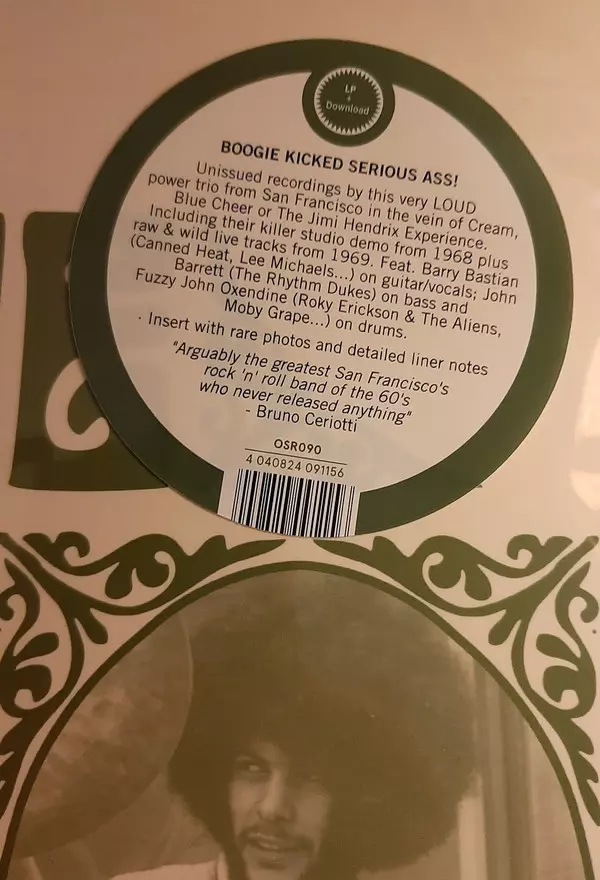 LP
+
Download
BOOGIE KICKED SERIOUS ASS!
Unissued recordings by this very LOUD
power trio from San Francisco in the vein of Cream,
Blue Cheer or The Jimi Hendrix Experience.
Including their killer studio demo from 1968 plus
raw & wild live tracks from 1969. Feat. Barry Bastian
(Canned Heat, Lee Michaels...) on guitar/vocals; John
Barrett (The Rhythm Dukes) on bass and
Fuzzy John Oxendine (Roky Erickson & The Aliens,
Moby Grape...) on drums.
· Insert with rare photos and detailed liner notes
"Arguably the greatest San Francisco's
rock 'n' roll band of the 60's
who never released anything"
- Bruno Ceriotti
OSR090
4 040824 091156